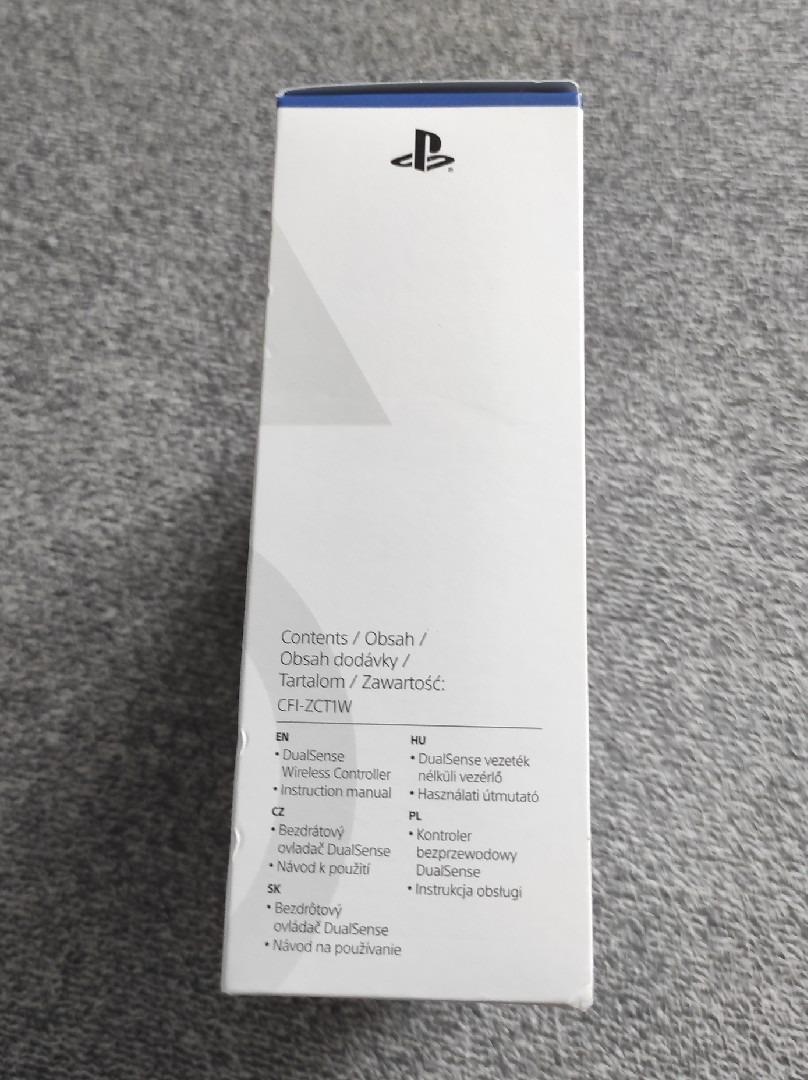 Contents / Obsah /
Obsah dodávky /
Tartalom / Zawartość:
CFI-ZCT1W
EN
• DualSense
Wireless Controller
• Instruction manual
CZ
• Bezdrátový
ovladač DualSense
• Návod k použití
SK
• Bezdrôtový
ovládač DualSense
• Návod na používanie
HU
• DualSense vezeték
nélküli vezérlő
• Használati útmutató
PL
• Kontroler
bezprzewodowy
DualSense
• Instrukcja obsługi